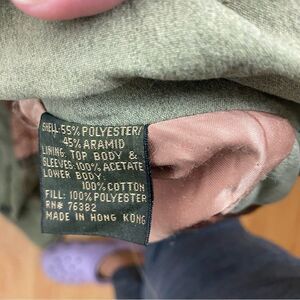 SHELL: 55% POLYESTER/
45% ARAMID
LINING: TOP BODY &
SLEEVES: 100% ACETATE
LOWER BODY:
100% COTTON
FILL: 100% POLYESTER
RN# 76382
MADE IN HONG KONG